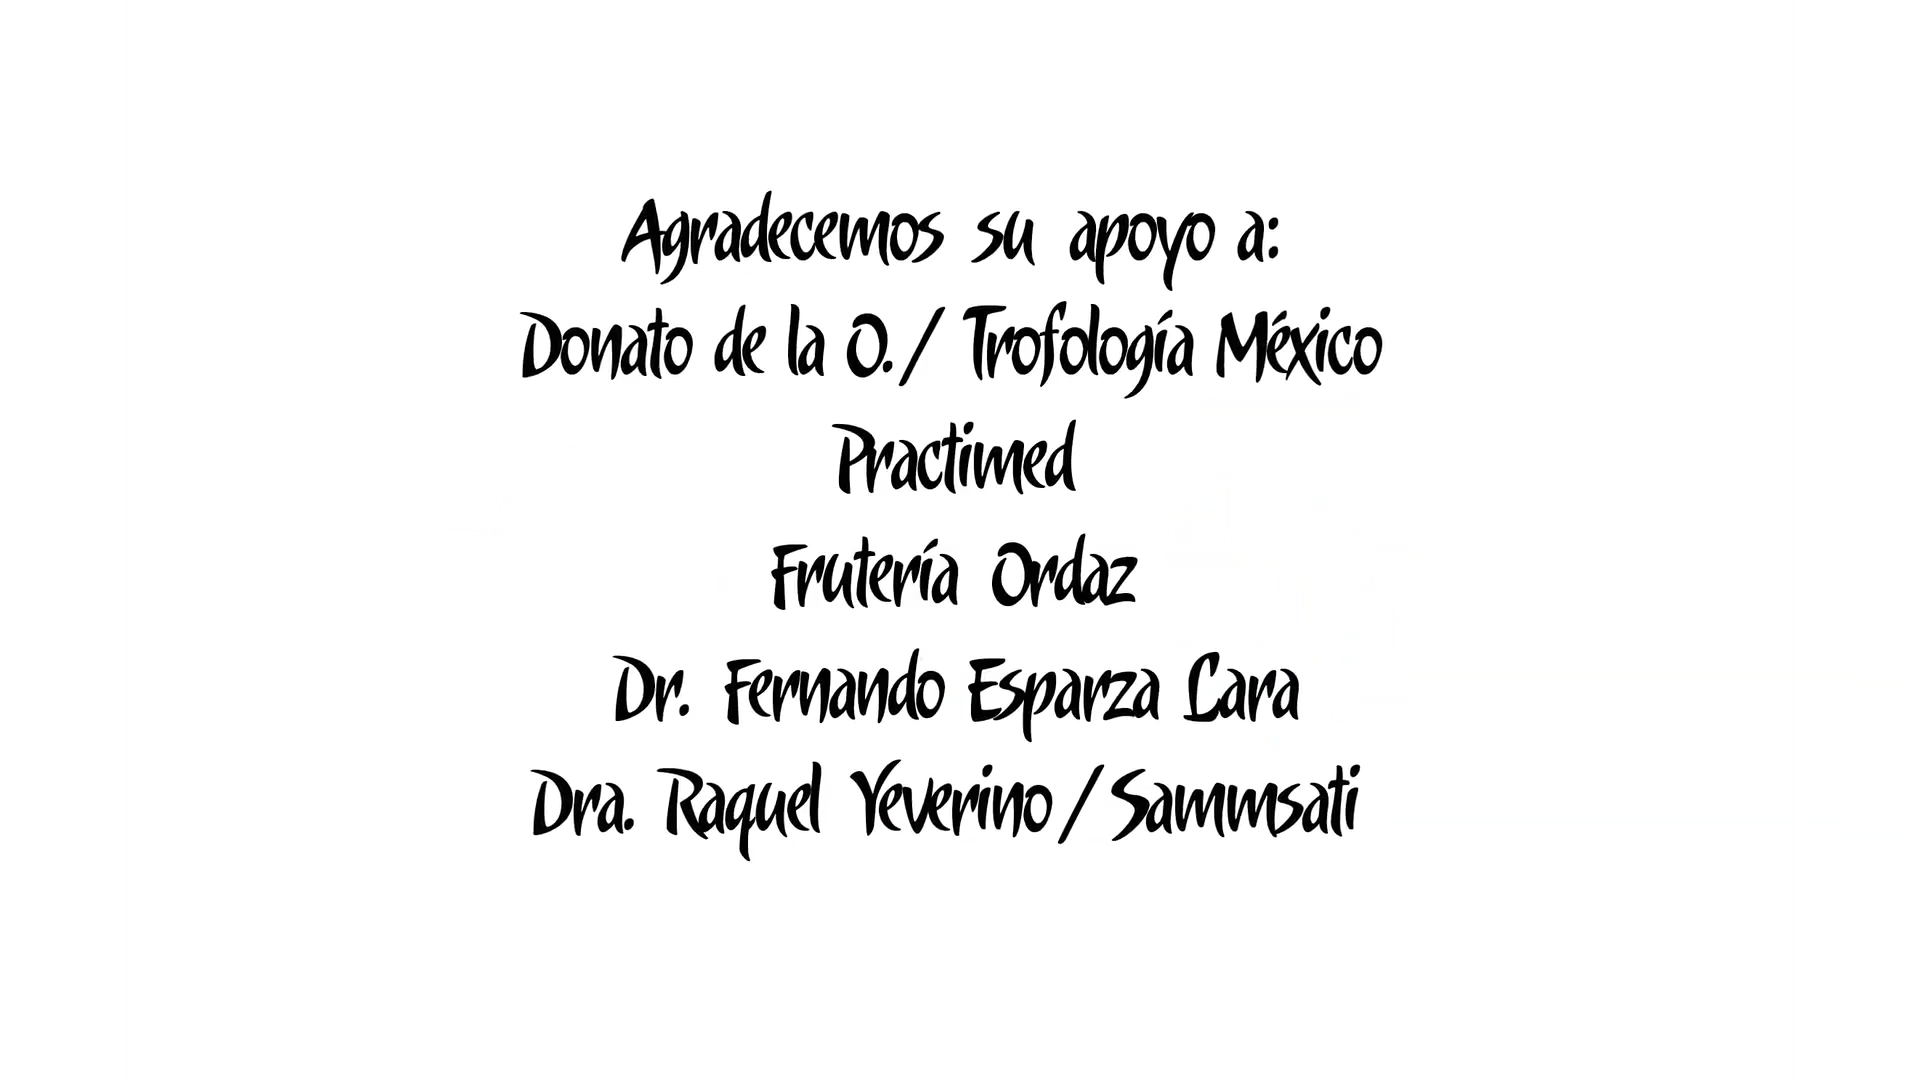 Agradecemos su apoyo a:
Donato de la O./ Trofología México
Practimed
Frutería Ordaz
Dr. Fernando Esparza Lara
Dra. Raquel Yeverino/Sammsati